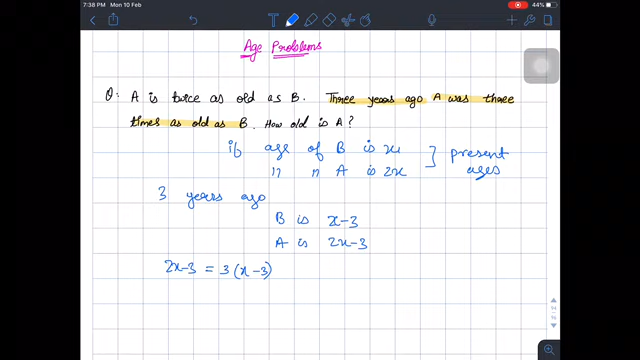 7:38 PM Mon 10 Feb
Age Problems
Q: A is twice as old as B. Three years ago A was three
times as old as B. How old is A?
if age of B is x
" " A is 2x } present ages
3 years ago
B is x-3
A is 2x-3
2x-3 = 3(x-3)